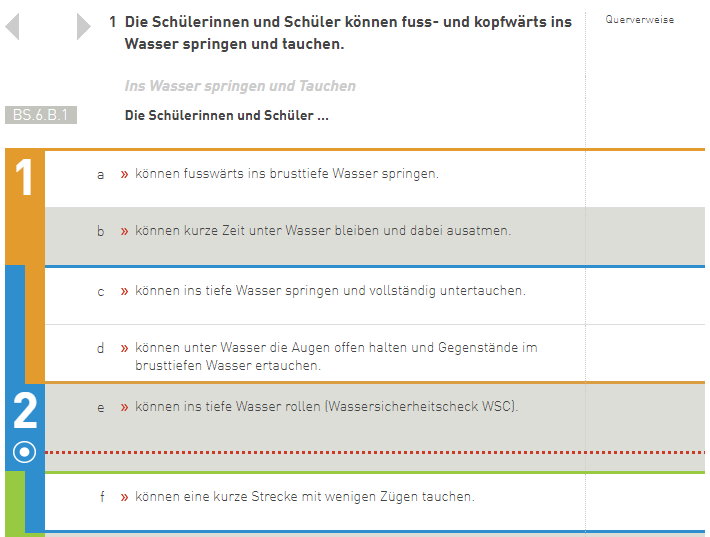 1 Die Schülerinnen und Schüler können fuss- und kopfwärts ins
Wasser springen und tauchen.
Querverweise
Ins Wasser springen und Tauchen
BS.6.B.1
Die Schülerinnen und Schüler ...
1
a » können fusswärts ins brusttiefe Wasser springen.
b » können kurze Zeit unter Wasser bleiben und dabei ausatmen.
c » können ins tiefe Wasser springen und vollständig untertauchen.
d » können unter Wasser die Augen offen halten und Gegenstände im
brusttiefen Wasser ertauchen.
2
e » können ins tiefe Wasser rollen (Wassersicherheitscheck WSC).
f » können eine kurze Strecke mit wenigen Zügen tauchen.